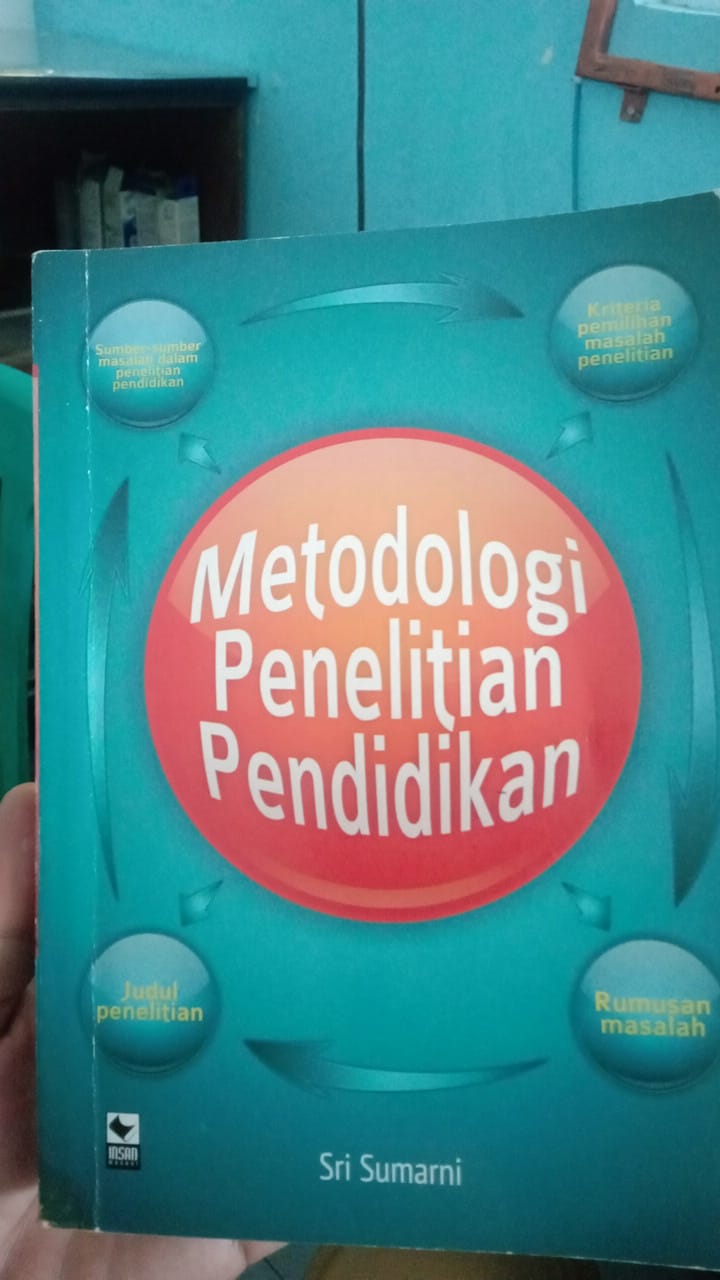 Sumber-sumber
masalah dalam
penelitian
pendidikan
Kriteria
pemilihan
masalah
penelitian
Metodologi
Penelitian
Pendidikan
Judul
penelitian
Rumusan
masalah
INSAN
Sri Sumarni